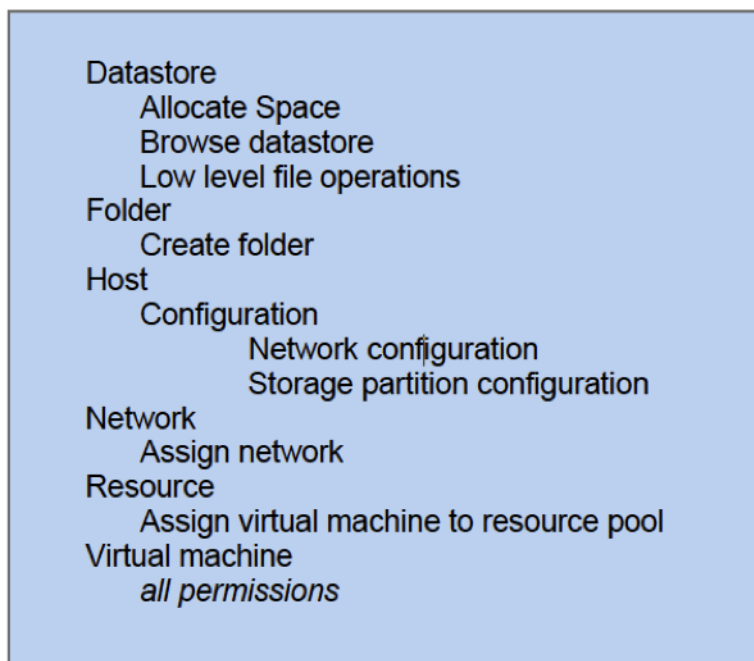 Datastore
Allocate Space
Browse datastore
Low level file operations
Folder
Create folder
Host
Configuration
Network configuration
Storage partition configuration
Network
Assign network
Resource
Assign virtual machine to resource pool
Virtual machine
all permissions